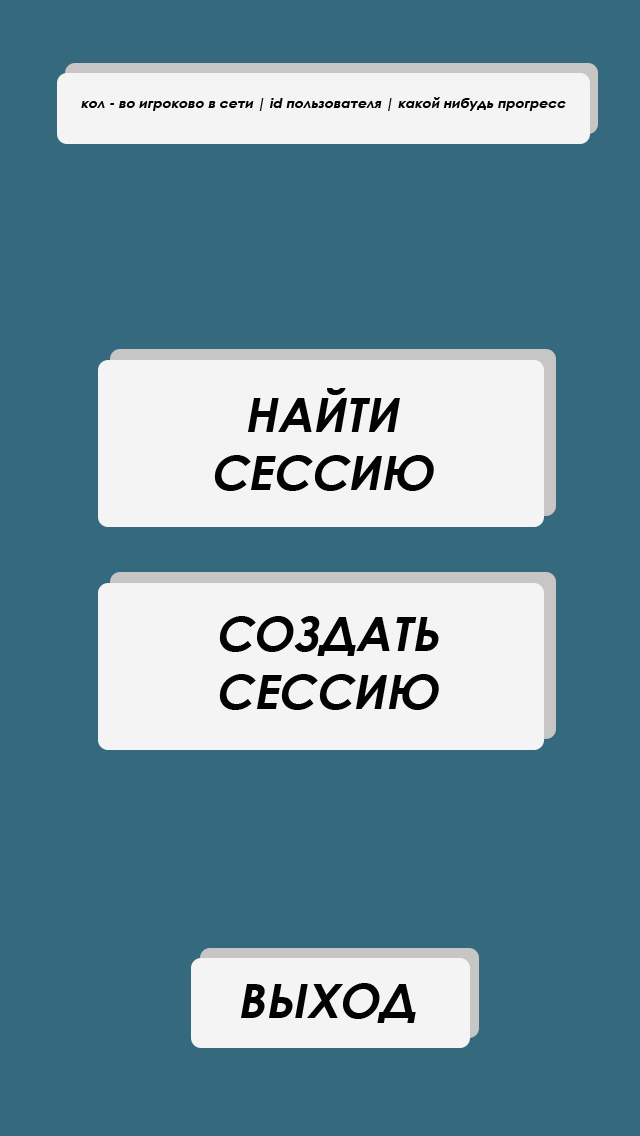 кол - во игроково в сети | id пользователя | какой нибудь прогресс
НАЙТИ
СЕССИЮ
СОЗДАТЬ
СЕССИЮ
ВЫХОД